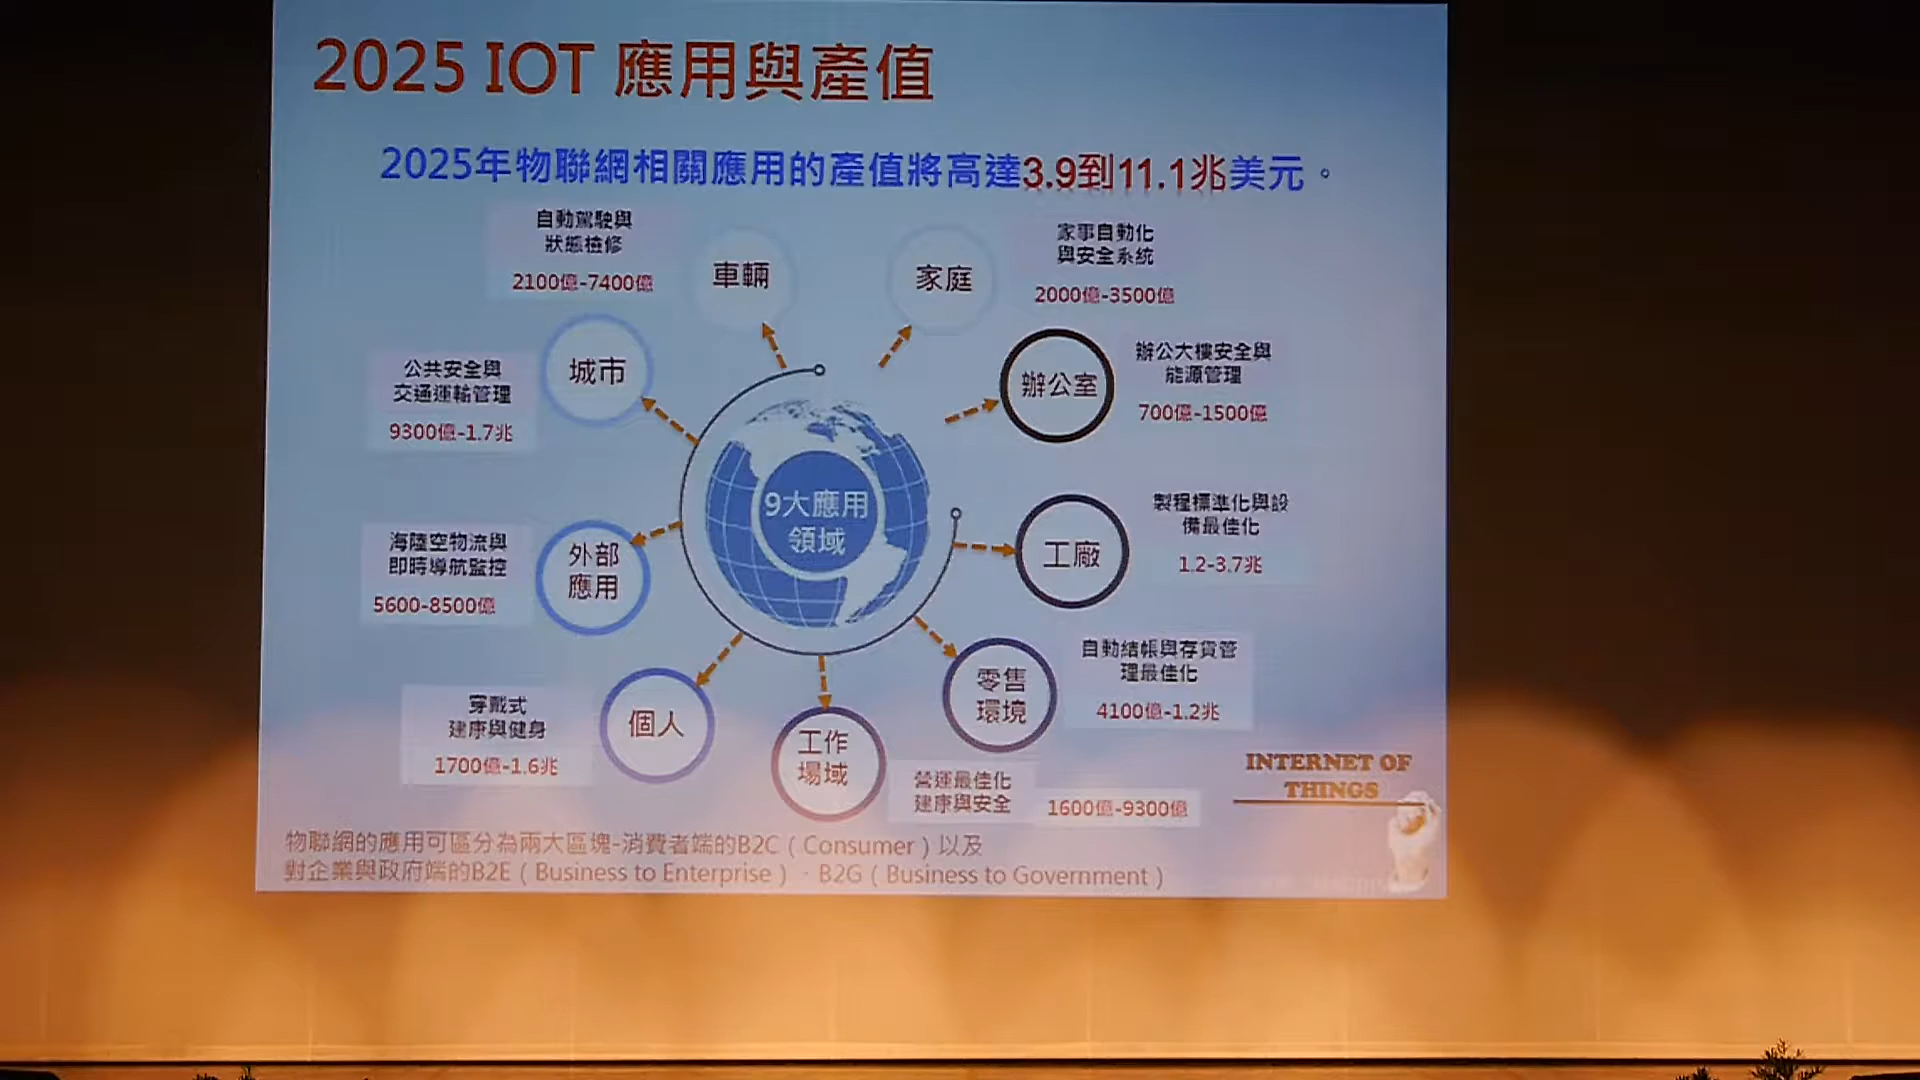 2025 IOT 應用與產值
2025年物聯網相關應用的產值將高達3.9到11.1兆美元。
自動駕駛與
狀態檢修
2100億-7400億
車輛
家庭
家事自動化
與安全系統
2000億-3500億
公共安全與
交通運輸管理
9300億-1.7兆
城市
辦公室
辦公大樓安全與
能源管理
700億-1500億
9大應用
領域
海陸空物流與
即時導航監控
5600-8500億
外部
應用
工廠
製程標準化與設
備最佳化
1.2-3.7兆
穿戴式
健康與健身
1700億-1.6兆
個人
工作
場域
營運最佳化
健康與安全
1600億-9300億
零售
環境
自動結帳與存貨管
理最佳化
4100億-1.2兆
INTERNET OF
THINGS
物聯網的應用可區分為兩大區塊-消費者端的B2C（Consumer）以及
對企業與政府端的B2E（Business to Enterprise）、B2G（Business to Government）